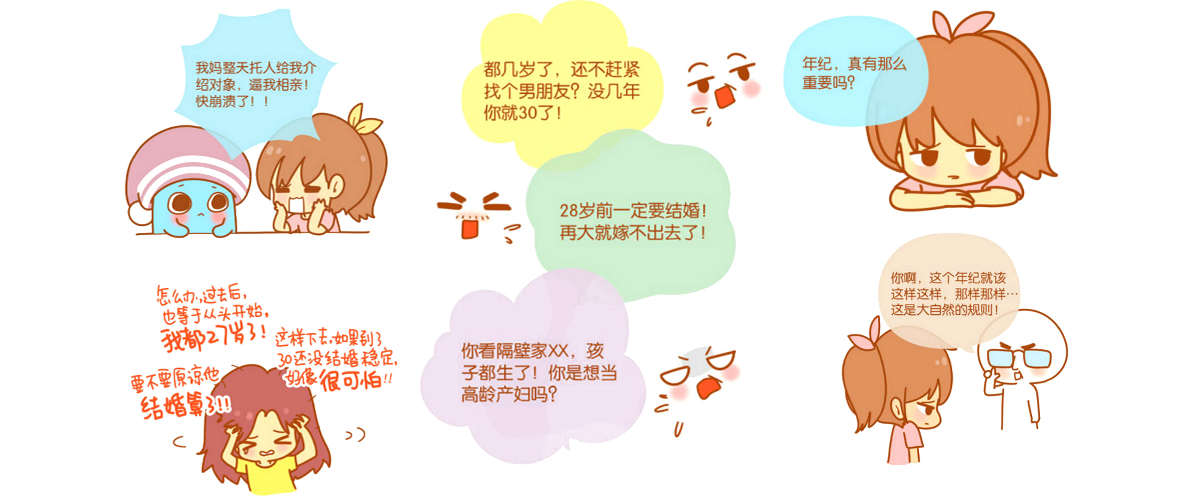 我妈整天托人给我介
绍对象，逼我相亲！
快崩溃了！！
都几岁了，还不赶紧
找个男朋友？没几年
你就30了！
年纪，真有那么
重要吗？
28岁前一定要结婚！
再大就嫁不出去了！
你啊，这个年纪就该
这样这样，那样那样…
这是大自然的规则！
怎么办，过去后，
也等于从头开始，
我都27岁了！
这样下去，如果到了
30还没结婚稳定，
好像很可怕！！
要不要原谅他
结婚算了！！
你看隔壁家XX，孩
子都生了！你是想当
高龄产妇吗？